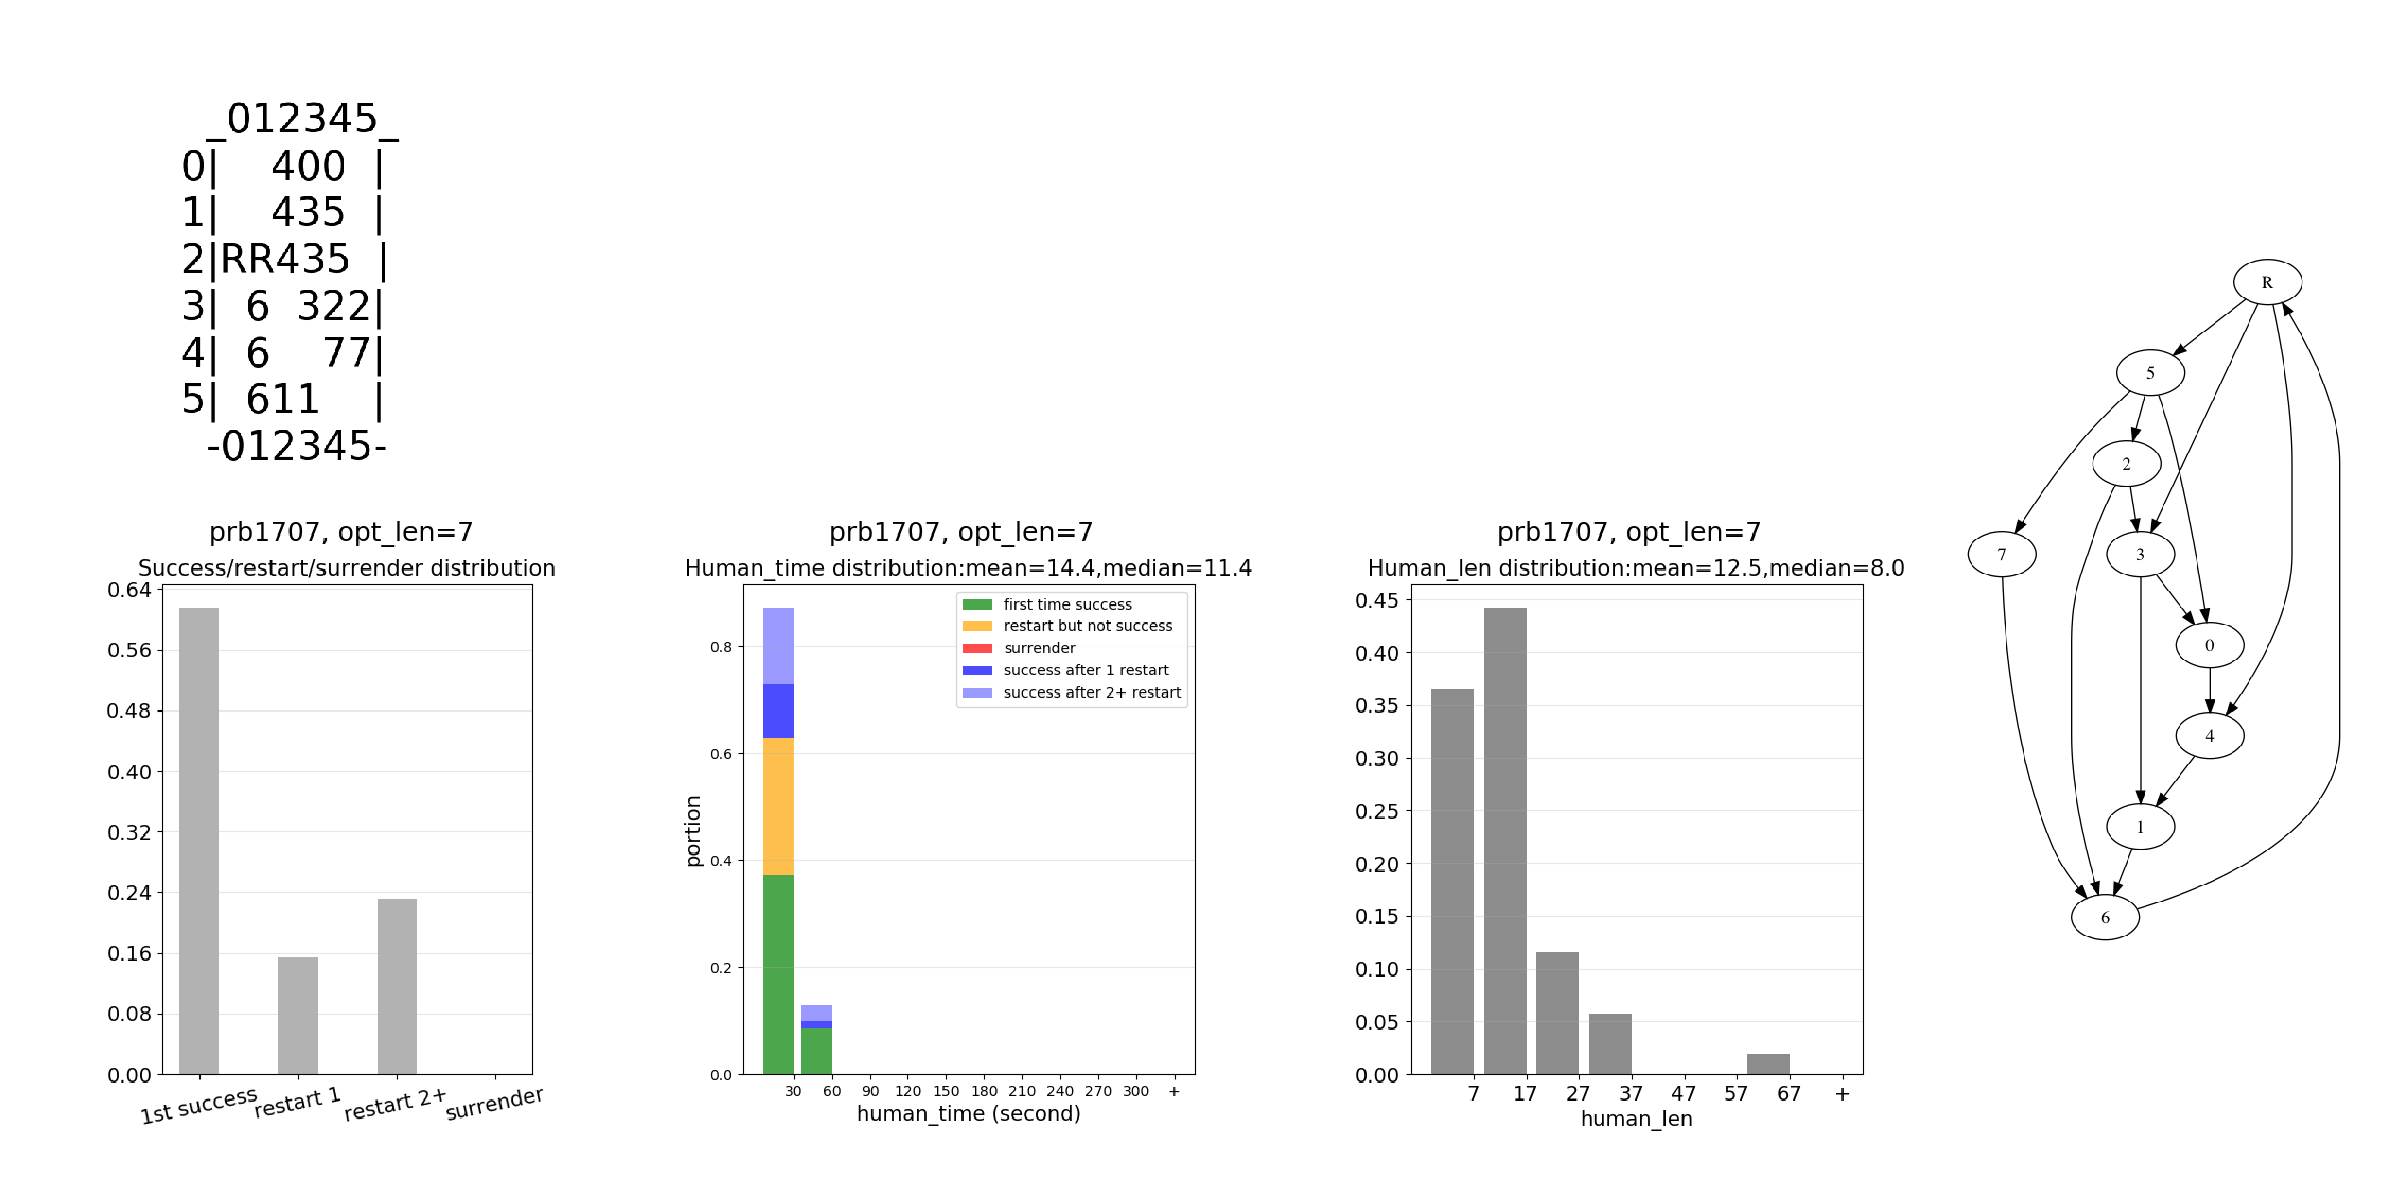 _012345_
0|  400  |
1|  435  |
2|RR435  |
3| 6 322|
4| 6  77|
5| 611   |
-012345-
prb1707, opt_len=7
Success/restart/surrender distribution
0.64
0.56
0.48
0.40
0.32
0.24
0.16
0.08
0.00
1st success restart 1 restart 2+ surrender
prb1707, opt_len=7
Human_time distribution:mean=14.4,median=11.4
first time success
restart but not success
surrender
success after 1 restart
success after 2+ restart
portion
0.8
0.6
0.4
0.2
0.0
30 60 90 120 150 180 210 240 270 300 +
human_time (second)
prb1707, opt_len=7
Human_len distribution:mean=12.5,median=8.0
0.45
0.40
0.35
0.30
0.25
0.20
0.15
0.10
0.05
0.00
7 17 27 37 47 57 67 +
human_len
R
5
2
7 3
0
4
1
6